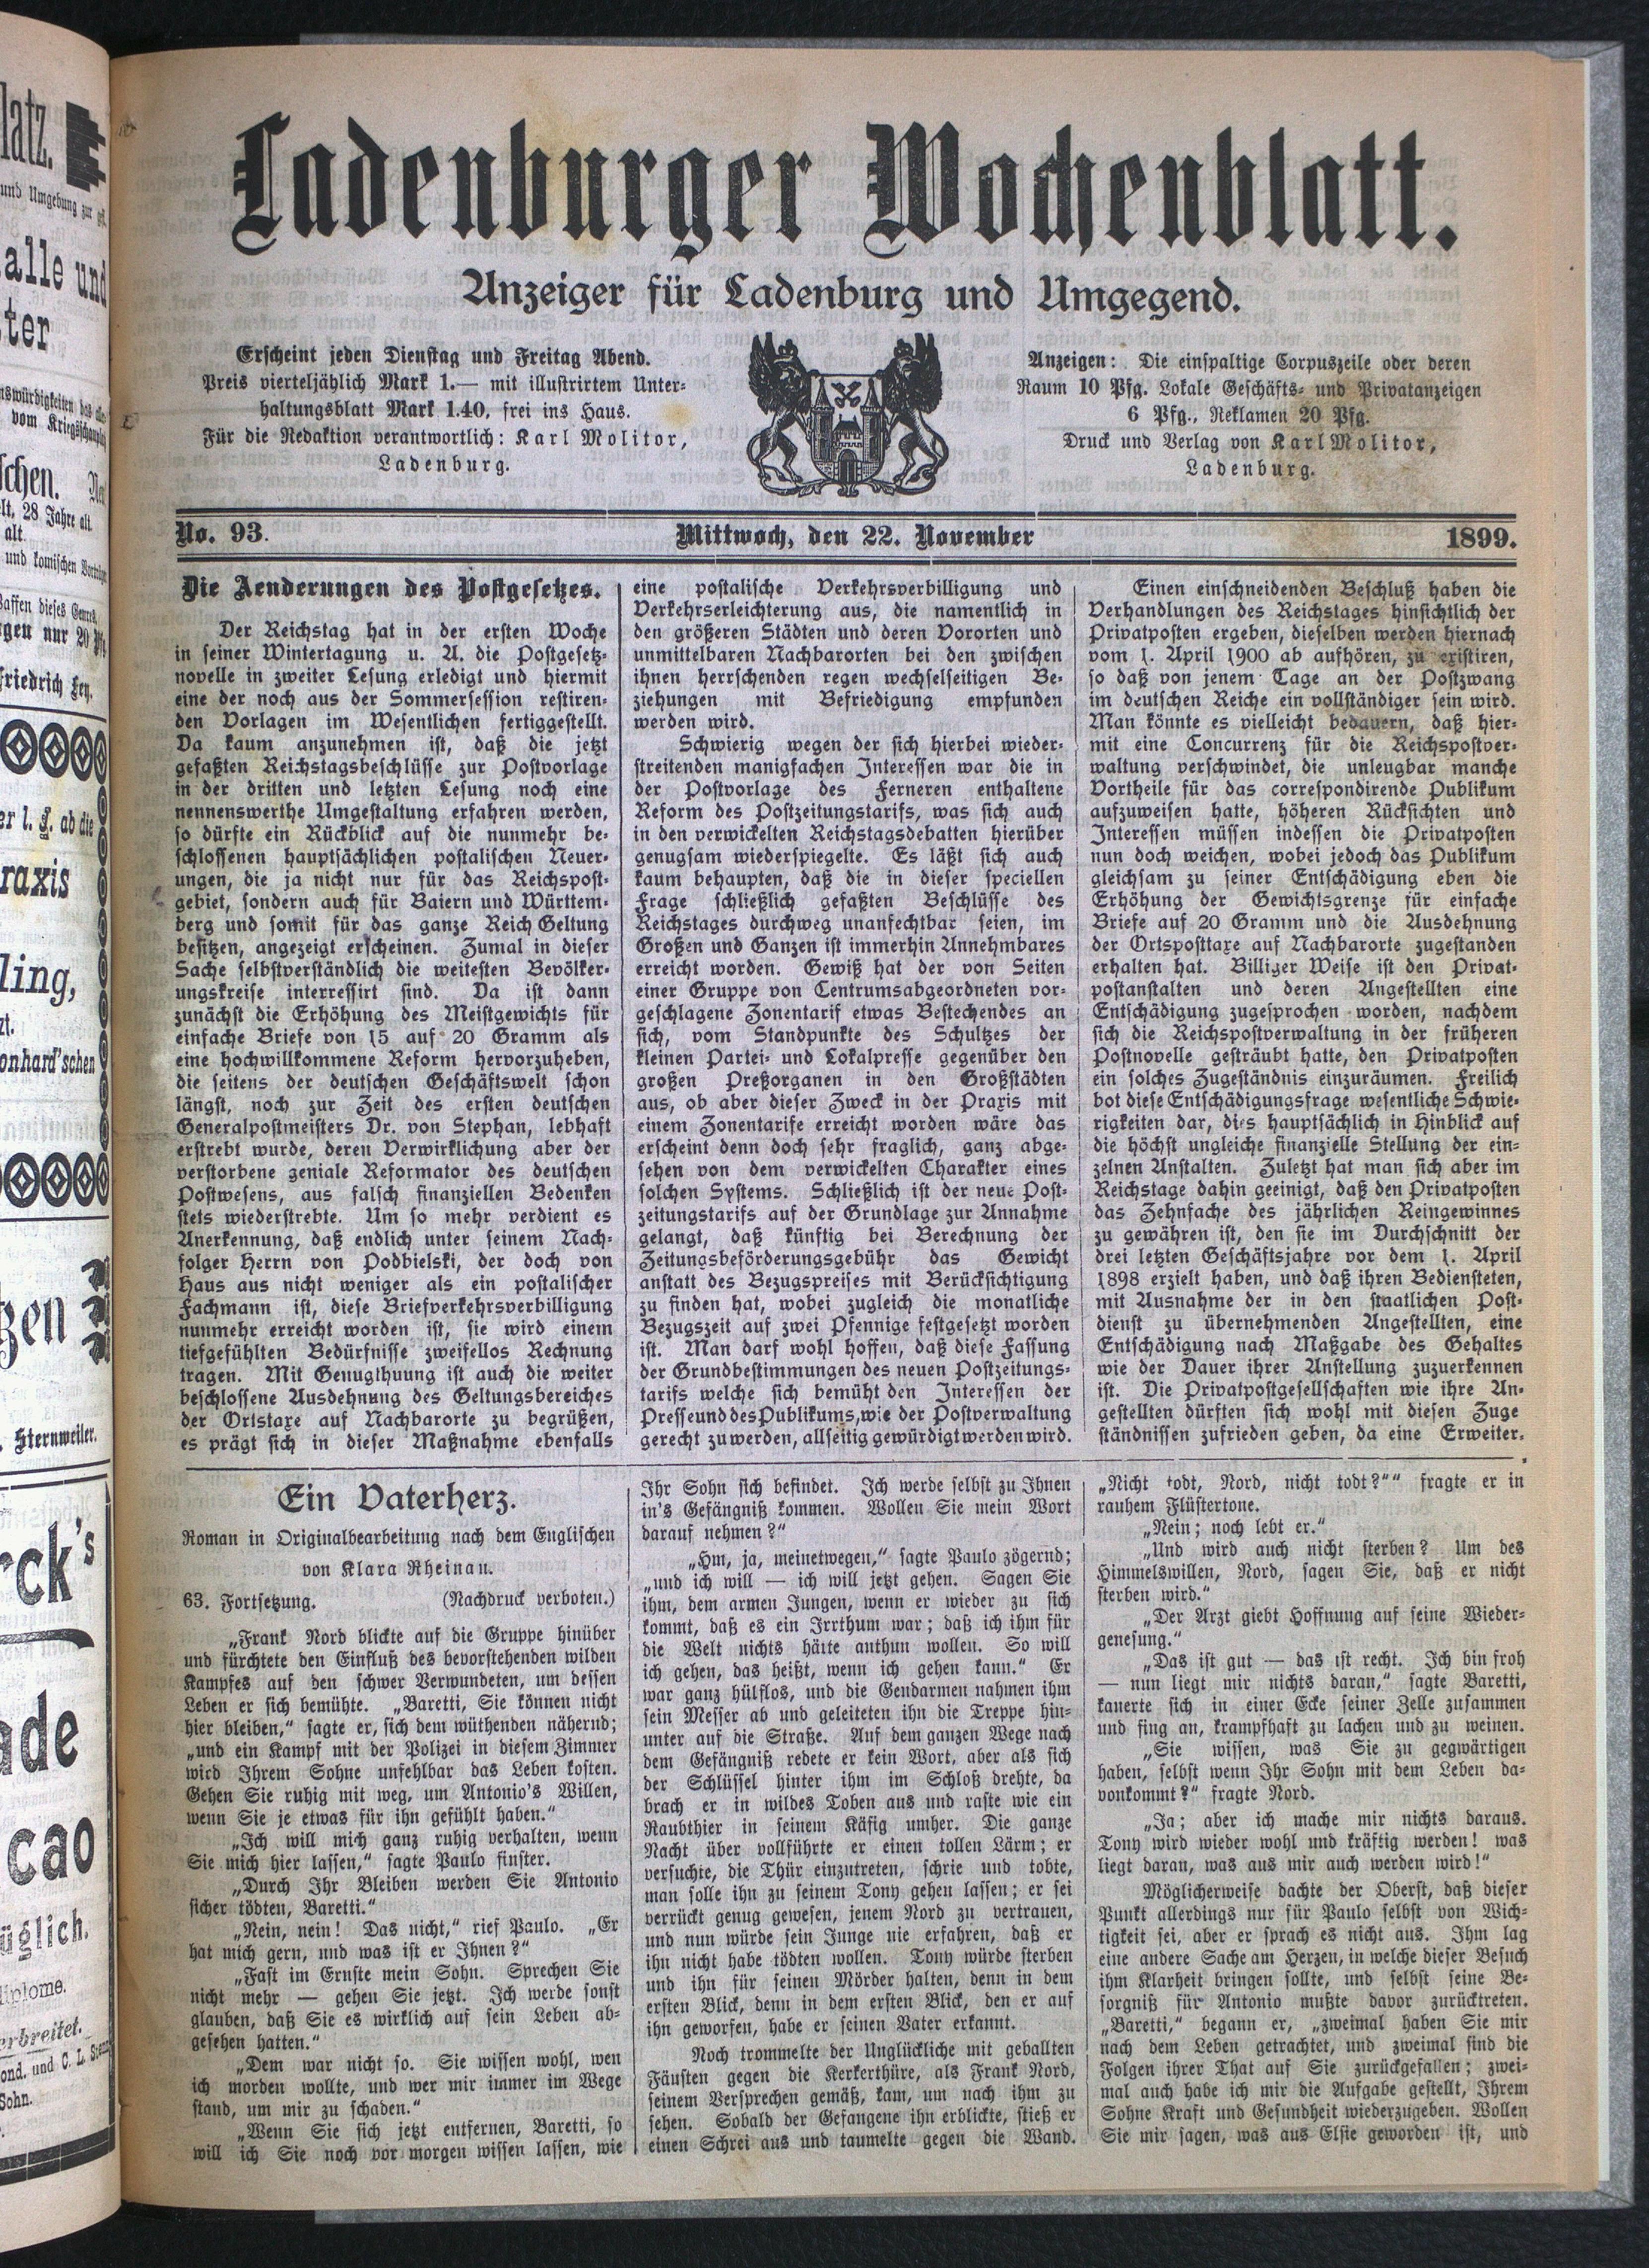 Ladenburger Wochenblatt.
Anzeiger für Ladenburg und Umgegend.
Erscheint jeden Dienstag und Freitag Abend.
Preis vierteljählich Mark 1.— mit illustrirtem Unter-
haltungsblatt Mark 1.40, frei ins Haus.
Für die Redaktion verantwortlich: Karl Molitor,
Ladenburg.
Anzeigen: Die einspaltige Corpuszeile oder deren
Raum 10 Pfg. Lokale Geschäfts- und Privatanzeigen
6 Pfg., Reklamen 20 Pfg.
Druck und Verlag von Karl Molitor,
Ladenburg.
No. 93.
Mittwoch, den 22. November
1899.
Die Aenderungen des Postgesetzes.
Der Reichstag hat in der ersten Woche
in seiner Wintertagung u. A. die Postgesetz-
novelle in zweiter Lesung erledigt und hiermit
eine der noch aus der Sommersession restiren-
den Vorlagen im Wesentlichen fertiggestellt.
Da kaum anzunehmen ist, daß die jetzt
gefaßten Reichstagsbeschlüsse zur Postvorlage
in der dritten und letzten Lesung noch eine
nennenswerthe Umgestaltung erfahren werden,
so dürfte ein Rückblick auf die nunmehr be-
schlossenen hauptsächlichen postalischen Neuer-
ungen, die ja nicht nur für das Reichspost-
gebiet, sondern auch für Baiern und Württem-
berg und somit für das ganze Reich Geltung
besitzen, angezeigt erscheinen. Zumal in dieser
Sache selbstverständlich die weitesten Bevölker-
ungskreise interressirt sind. Da ist dann
zunächst die Erhöhung des Meistgewichts für
einfache Briefe von 15 auf 20 Gramm als
eine hochwillkommene Reform hervorzuheben,
die seitens der deutschen Geschäftswelt schon
längst, noch zur Zeit des ersten deutschen
Generalpostmeisters Dr. von Stephan, lebhaft
erstrebt wurde, deren Verwirklichung aber der
verstorbene geniale Reformator des deutschen
Postwesens, aus falsch finanziellen Bedenken
stets wiederstrebte. Um so mehr verdient es
Anerkennung, daß endlich unter seinem Nach-
folger Herrn von Podbielski, der doch von
Haus aus nicht weniger als ein postalischer
Fachmann ist, diese Briefverkehrsverbilligung
nunmehr erreicht worden ist, sie wird einem
tiefgefühlten Bedürfnisse zweifellos Rechnung
tragen. Mit Genuglhuung ist auch die weiter
beschlossene Ausdehnung des Geltungsbereiches
der Ortstaxe auf Nachbarorte zu begrüßen,
es prägt sich in dieser Maßnahme ebenfalls
eine postalische Verkehrsverbilligung und
Verkehrserleichterung aus, die namentlich in
den größeren Städten und deren Vororten und
unmittelbaren Nachbarorten bei den zwischen
ihnen herrschenden regen wechselseitigen Be-
ziehungen mit Befriedigung empfunden
werden wird.
Schwierig wegen der sich hierbei wieder-
streitenden manigfachen Interessen war die in
der Postvorlage des Ferneren enthaltene
Reform des Postzeitungstarifs, was sich auch
in den verwickelten Reichstagsdebatten hierüber
genugsam wiederspiegelte. Es läßt sich auch
kaum behaupten, daß die in dieser speciellen
Frage schließlich gefaßten Beschlüsse des
Reichstages durchweg unanfechtbar seien, im
Großen und Ganzen ist immerhin Annehmbares
erreicht worden. Gewiß hat der von Seiten
einer Gruppe von Centrumsabgeordneten vor-
geschlagene Zonentarif etwas Bestechendes an
sich, vom Standpunkte des Schultzes der
kleinen Partei- und Lokalpresse gegenüber den
großen Preßorganen in den Großstädten
aus, ob aber dieser Zweck in der Praxis mit
einem Zonentarife erreicht worden wäre das
erscheint denn doch sehr fraglich, ganz abge-
sehen von dem verwickelten Charakter eines
solchen Systems. Schließlich ist der neue Post-
zeitungstarifs auf der Grundlage zur Annahme
gelangt, daß künftig bei Berechnung der
Zeitungsbeförderungsgebühr das Gewicht
anstatt des Bezugspreises mit Berücksichtigung
zu finden hat, wobei zugleich die monatliche
Bezugszeit auf zwei Pfennige festgesetzt worden
ist. Man darf wohl hoffen, daß diese Fassung
der Grundbestimmungen des neuen Postzeitungs-
tarifs welche sich bemüht den Interessen der
Presse und des Publikums, wie der Postverwaltung
gerecht zu werden, allseitig gewürdigt werden wird.
Einen einschneidenden Beschluß haben die
Verhandlungen des Reichstages hinsichtlich der
Privatposten ergeben, dieselben werden hiernach
vom 1. April 1900 ab aufhören, zu existiren,
so daß von jenem Tage an der Postzwang
im deutschen Reiche ein vollständiger sein wird.
Man könnte es vielleicht bedauern, daß hier-
mit eine Concurrenz für die Reichspostver-
waltung verschwindet, die unleugbar manche
Vortheile für das correspondirende Publikum
aufzuweisen hatte, höheren Rücksichten und
Interessen müssen indessen die Privatposten
nun doch weichen, wobei jedoch das Publikum
gleichsam zu seiner Entschädigung eben die
Erhöhung der Gewichtsgrenze für einfache
Briefe auf 20 Gramm und die Ausdehnung
der Ortsposttaxe auf Nachbarorte zugestanden
erhalten hat. Billiger Weise ist den Privat-
postanstalten und deren Angestellten eine
Entschädigung zugesprochen worden, nachdem
sich die Reichspostverwaltung in der früheren
Postnovelle gesträubt hatte, den Privatposten
ein solches Zugeständnis einzuräumen. Freilich
bot diese Entschädigungsfrage wesentliche Schwie-
rigkeiten dar, dies hauptsächlich in Hinblick auf
die höchst ungleiche finanzielle Stellung der ein-
zelnen Anstalten. Zuletzt hat man sich aber im
Reichstage dahin geeinigt, daß den Privatposten
das Zehnfache des jährlichen Reingewinnes
zu gewähren ist, den sie im Durchschnitt der
drei letzten Geschäftsjahre vor dem 1. April
1898 erzielt haben, und daß ihren Bediensteten,
mit Ausnahme der in den staatlichen Post-
dienst zu übernehmenden Angestellten, eine
Entschädigung nach Maßgabe des Gehaltes
wie der Dauer ihrer Anstellung zuzuerkennen
ist. Die Privatpostgesellschaften wie ihre An-
gestellten dürften sich wohl mit diesen Zuge
ständnissen zufrieden geben, da eine Erweiter-
Ein Vaterherz.
Roman in Originalbearbeitung nach dem Englischen
von Klara Rheinau.
63. Fortsetzung. (Nachdruck verboten.)
„Frank Nord blickte auf die Gruppe hinüber
und fürchtete den Einfluß des bevorstehenden wilden
Kampfes auf den schwer Verwundeten, um dessen
Leben er sich bemühte. „Baretti, Sie können nicht
hier bleiben,“ sagte er, sich dem wüthenden nähernd;
„und ein Kampf mit der Polizei in diesem Zimmer
wird Ihrem Sohne unfehlbar das Leben kosten.
Gehen Sie ruhig mit weg, um Antonio's Willen,
wenn Sie je etwas für ihn gefühlt haben.“
„Ich will mich ganz ruhig verhalten, wenn
Sie mich hier lassen,“ sagte Paulo finster.
„Durch Ihr Bleiben werden Sie Antonio
sicher tödten, Baretti.“
„Nein, nein! Das nicht,“ rief Paulo. „Er
hat mich gern, und was ist er Ihnen?“
„Fast im Ernste mein Sohn. Sprechen Sie
nicht mehr — gehen Sie jetzt. Ich werde sonst
glauben, daß Sie es wirklich auf sein Leben ab-
gesehen hatten.“
„Dem war nicht so. Sie wissen wohl, wen
ich morden wollte, und wer mir immer im Wege
stand, um mir zu schaden.“
„Wenn Sie sich jetzt entfernen, Baretti, so
will ich Sie noch vor morgen wissen lassen, wie
Ihr Sohn sich befindet. Ich werde selbst zu Ihnen
in's Gefängniß kommen. Wollen Sie mein Wort
darauf nehmen?“
„Hm, ja, meinetwegen,“ sagte Paulo zögernd;
„und ich will — ich will jetzt gehen. Sagen Sie
ihm, dem armen Jungen, wenn er wieder zu sich
kommt, daß es ein Irrthum war; daß ich ihm für
die Welt nichts hätte anthun wollen. So will
ich gehen, das heißt, wenn ich gehen kann.“ Er
war ganz hülflos, und die Gendarmen nahmen ihm
sein Messer ab und geleiteten ihn die Treppe hin-
unter auf die Straße. Auf dem ganzen Wege nach
dem Gefängniß redete er kein Wort, aber als sich
der Schlüssel hinter ihm im Schloß drehte, da
brach er in wildes Toben aus und raste wie ein
Raubthier in seinem Käfig umher. Die ganze
Nacht über vollführte er einen tollen Lärm; er
versuchte, die Thür einzutreten, schrie und tobte,
man solle ihn zu seinem Tony gehen lassen; er sei
verrückt genug gewesen, jenem Nord zu vertrauen,
und nun würde sein Junge nie erfahren, daß er
ihn nicht habe tödten wollen. Tony würde sterben
und ihn für seinen Mörder halten, denn in dem
ersten Blick, denn in dem ersten Blick, den er auf
ihn geworfen, habe er seinen Vater erkannt.
Noch trommelte der Unglückliche mit geballten
Fäusten gegen die Kerkerthüre, als Frank Nord,
seinem Versprechen gemäß, kam, um nach ihm zu
sehen. Sobald der Gefangene ihn erblickte, stieß er
einen Schrei aus und taumelte gegen die Wand.
„Nicht todt, Nord, nicht todt?““ fragte er in
rauhem Flüstertone.
„Nein; noch lebt er.“
„Und wird auch nicht sterben? Um des
Himmelswillen, Nord, sagen Sie, daß er nicht
sterben wird.“
„Der Arzt giebt Hoffnung auf seine Wieder-
genesung.“
„Das ist gut — das ist recht. Ich bin froh
— nun liegt mir nichts daran,“ sagte Baretti,
kauerte sich in einer Ecke seiner Zelle zusammen
und fing an, krampfhaft zu lachen und zu weinen.
„Sie wissen, was Sie zu gegwärtigen
haben, selbst wenn Ihr Sohn mit dem Leben da-
vonkommt?“ fragte Nord.
„Ja; aber ich mache mir nichts daraus.
Tony wird wieder wohl und kräftig werden! was
liegt daran, was aus mir auch werden wird!“
Möglicherweise dachte der Oberst, daß dieser
Punkt allerdings nur für Paulo selbst von Wich-
tigkeit sei, aber er sprach es nicht aus. Ihm lag
eine andere Sache am Herzen, in welche dieser Besuch
ihm Klarheit bringen sollte, und selbst seine Be-
sorgniß für Antonio mußte davor zurücktreten.
„Baretti,“ begann er, „zweimal haben Sie mir
nach dem Leben getrachtet, und zweimal sind die
Folgen ihrer That auf Sie zurückgefallen; zwei-
mal auch habe ich mir die Aufgabe gestellt, Ihrem
Sohne Kraft und Gesundheit wiederzugeben. Wollen
Sie mir sagen, was aus Elsie geworden ist, und